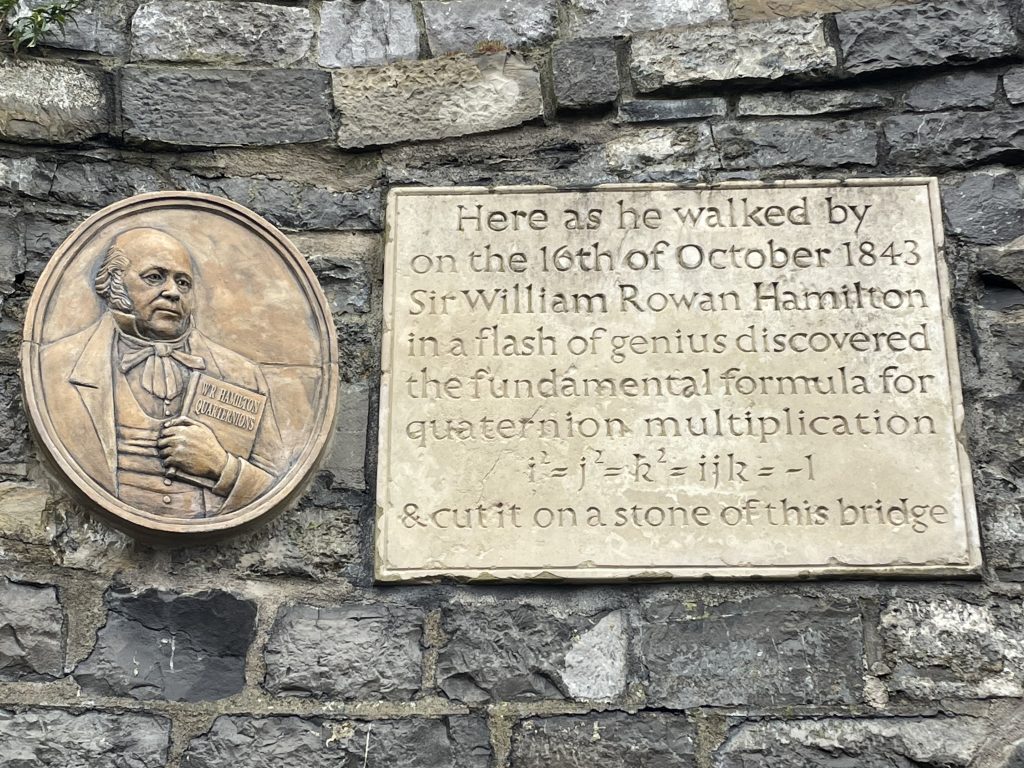 W R HAMILTON
QUATERNIONS
Here as he walked by
on the 16th of October 1843
Sir William Rowan Hamilton
in a flash of genius discovered
the fundamental formula for
quaternion multiplication
i² = j² = k² = ijk = -1
& cut it on a stone of this bridge